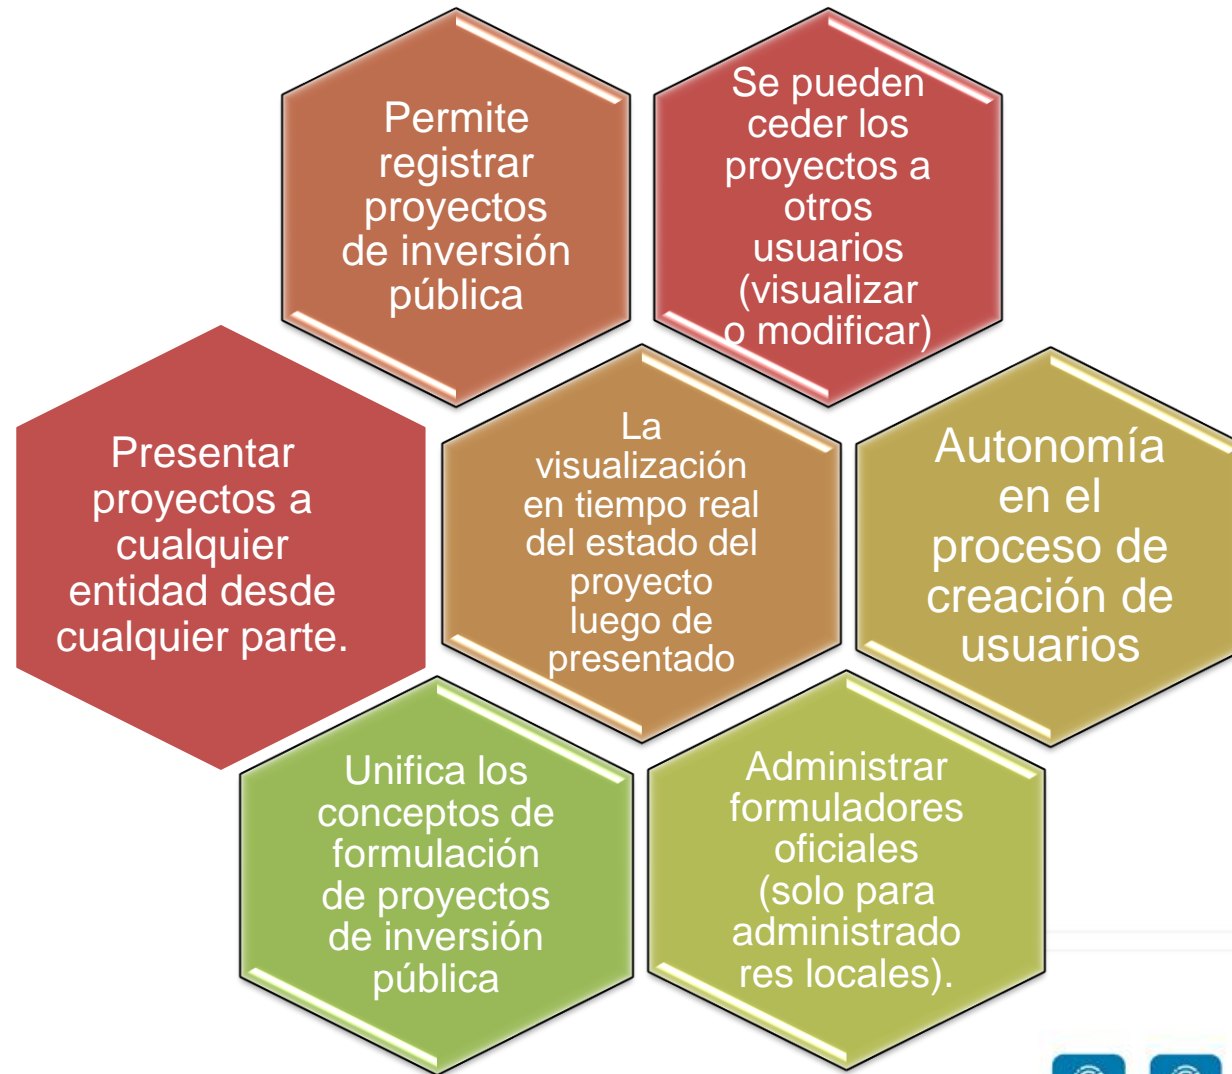 Permite
registrar
proyectos
de inversión
pública
Se pueden
ceder los
proyectos a
otros
usuarios
(visualizar
o modificar)
Presentar
proyectos a
cualquier
entidad desde
cualquier parte.
La
visualización
en tiempo real
del estado del
proyecto
luego de
presentado
Autonomía
en el
proceso de
creación de
usuarios
Unifica los
conceptos de
formulación
de proyectos
de inversión
pública
Administrar
formuladores
oficiales
(solo para
administrado
res locales).